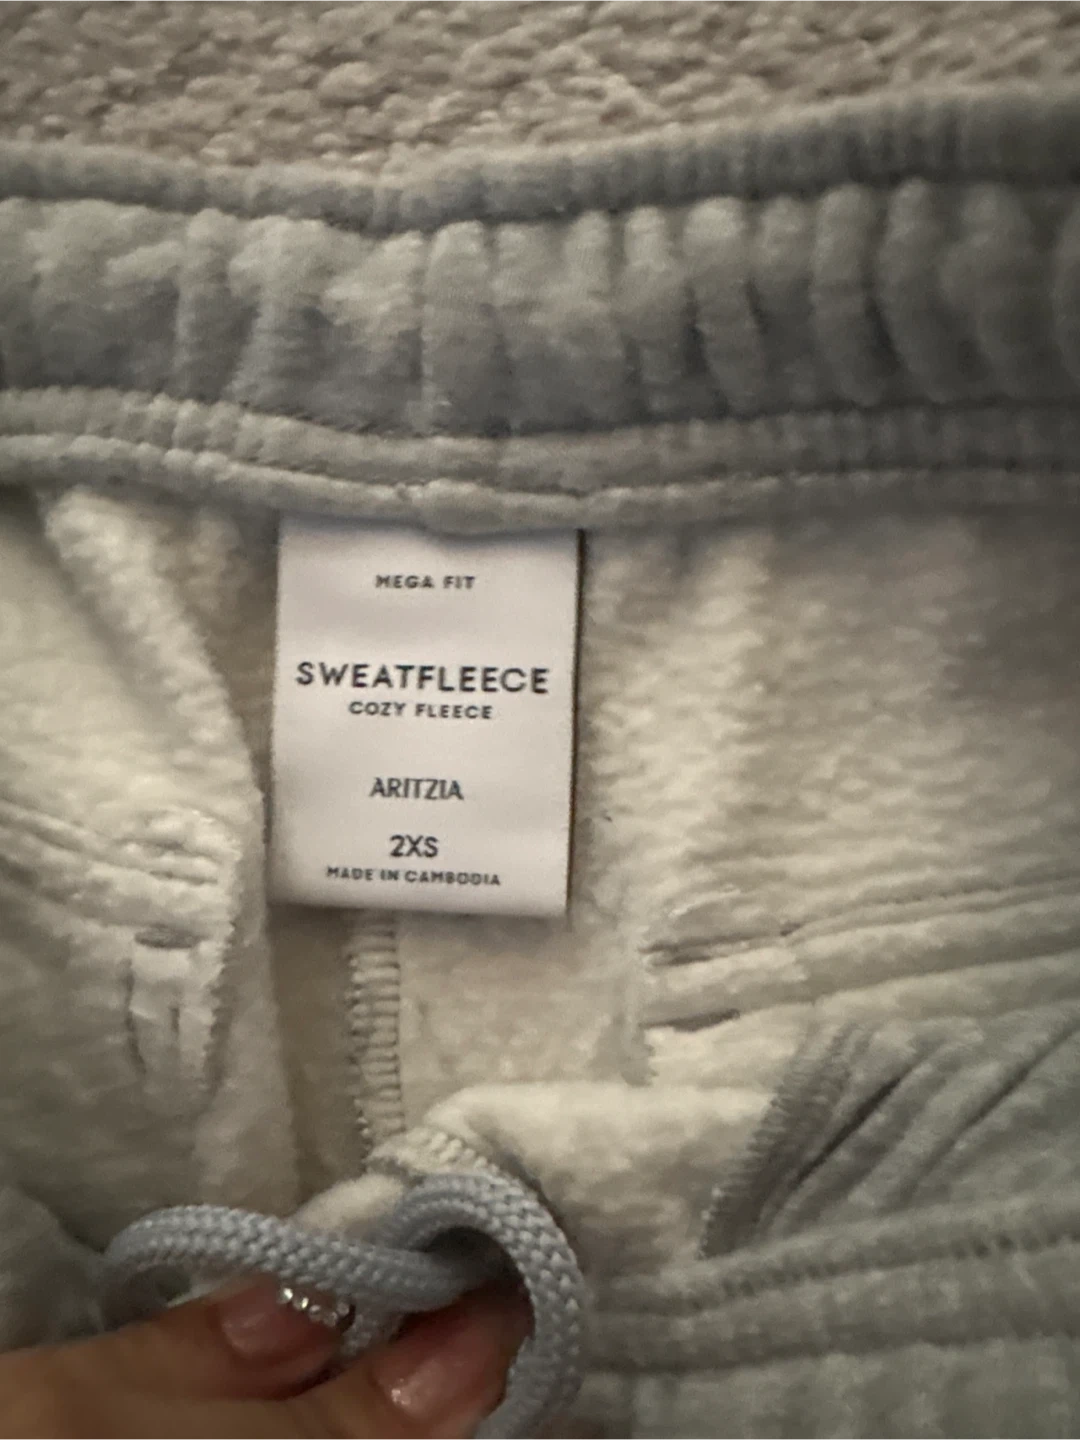 MEGA FIT
SWEATFLEECE
COZY FLEECE
ARITZIA
2XS
MADE IN CAMBODIA